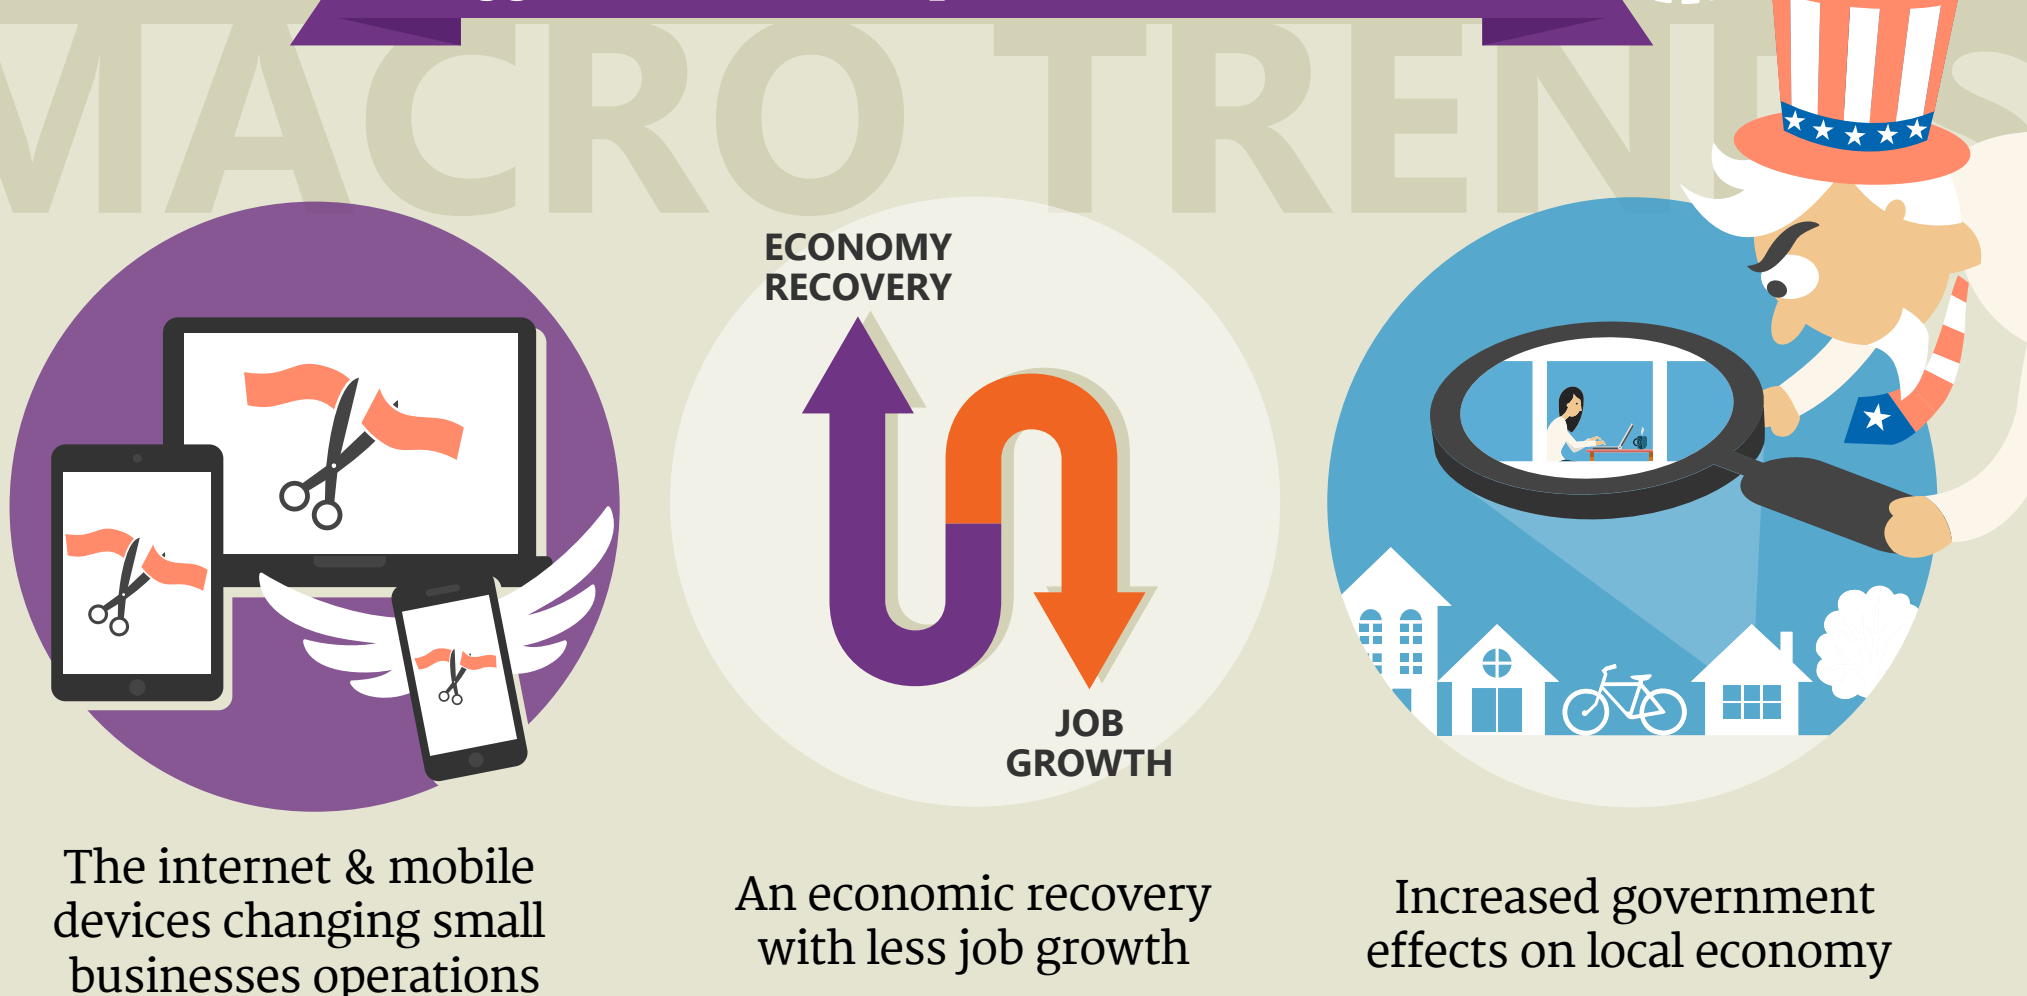 MACRO TRENDS
ECONOMY
RECOVERY
JOB
GROWTH
The internet & mobile
devices changing small
businesses operations
An economic recovery
with less job growth
Increased government
effects on local economy